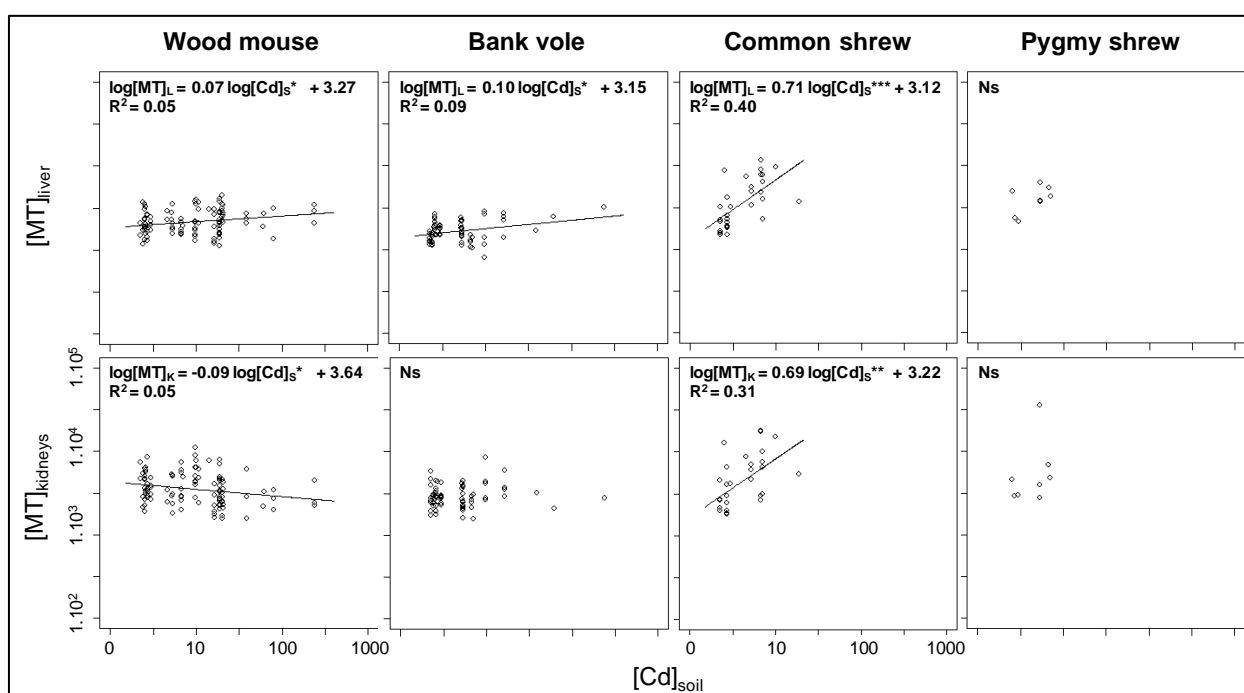 Wood mouse Bank vole Common shrew Pygmy shrew
log[MT]L = 0.07 log[Cd]S* + 3.27
R² = 0.05
log[MT]L = 0.10 log[Cd]S* + 3.15
R² = 0.09
log[MT]L = 0.71 log[Cd]S*** + 3.12
R² = 0.40
Ns
[MT]liver
log[MT]K = -0.09 log[Cd]S* + 3.64
R² = 0.05
Ns
log[MT]K = 0.69 log[Cd]S** + 3.22
R² = 0.31
Ns
[MT]kidneys
1.10⁵
1.10⁴
1.10³
1.10²
0 10 100 1000 0 10 1000
[Cd]soil